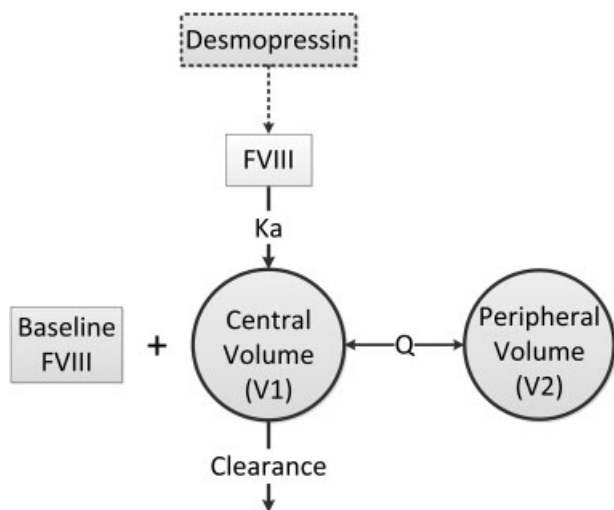 Desmopressin
FVIII
Ka
Baseline
FVIII
+
Central
Volume
(V1)
Q
Peripheral
Volume
(V2)
Clearance